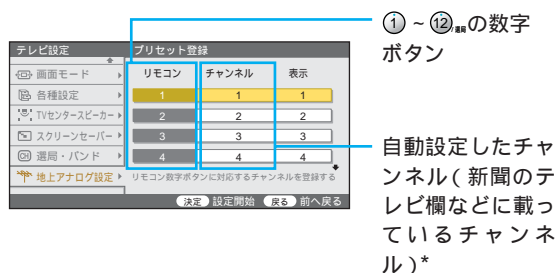 ①~⑫/選局の数字
ボタン
テレビ設定
プリセット登録
画面モード
各種設定
TVセンタースピーカー
スクリーンセーバー
選局・バンド
地上アナログ設定
リモコン チャンネル 表示
1 1 1
2 2 2
3 3 3
4 4 4
リモコン数字ボタンに対応するチャンネルを登録する
決定 設定開始 戻る 前へ戻る
自動設定したチャ
ンネル(新聞のテ
レビ欄などに載っ
ているチャンネ
ル)*